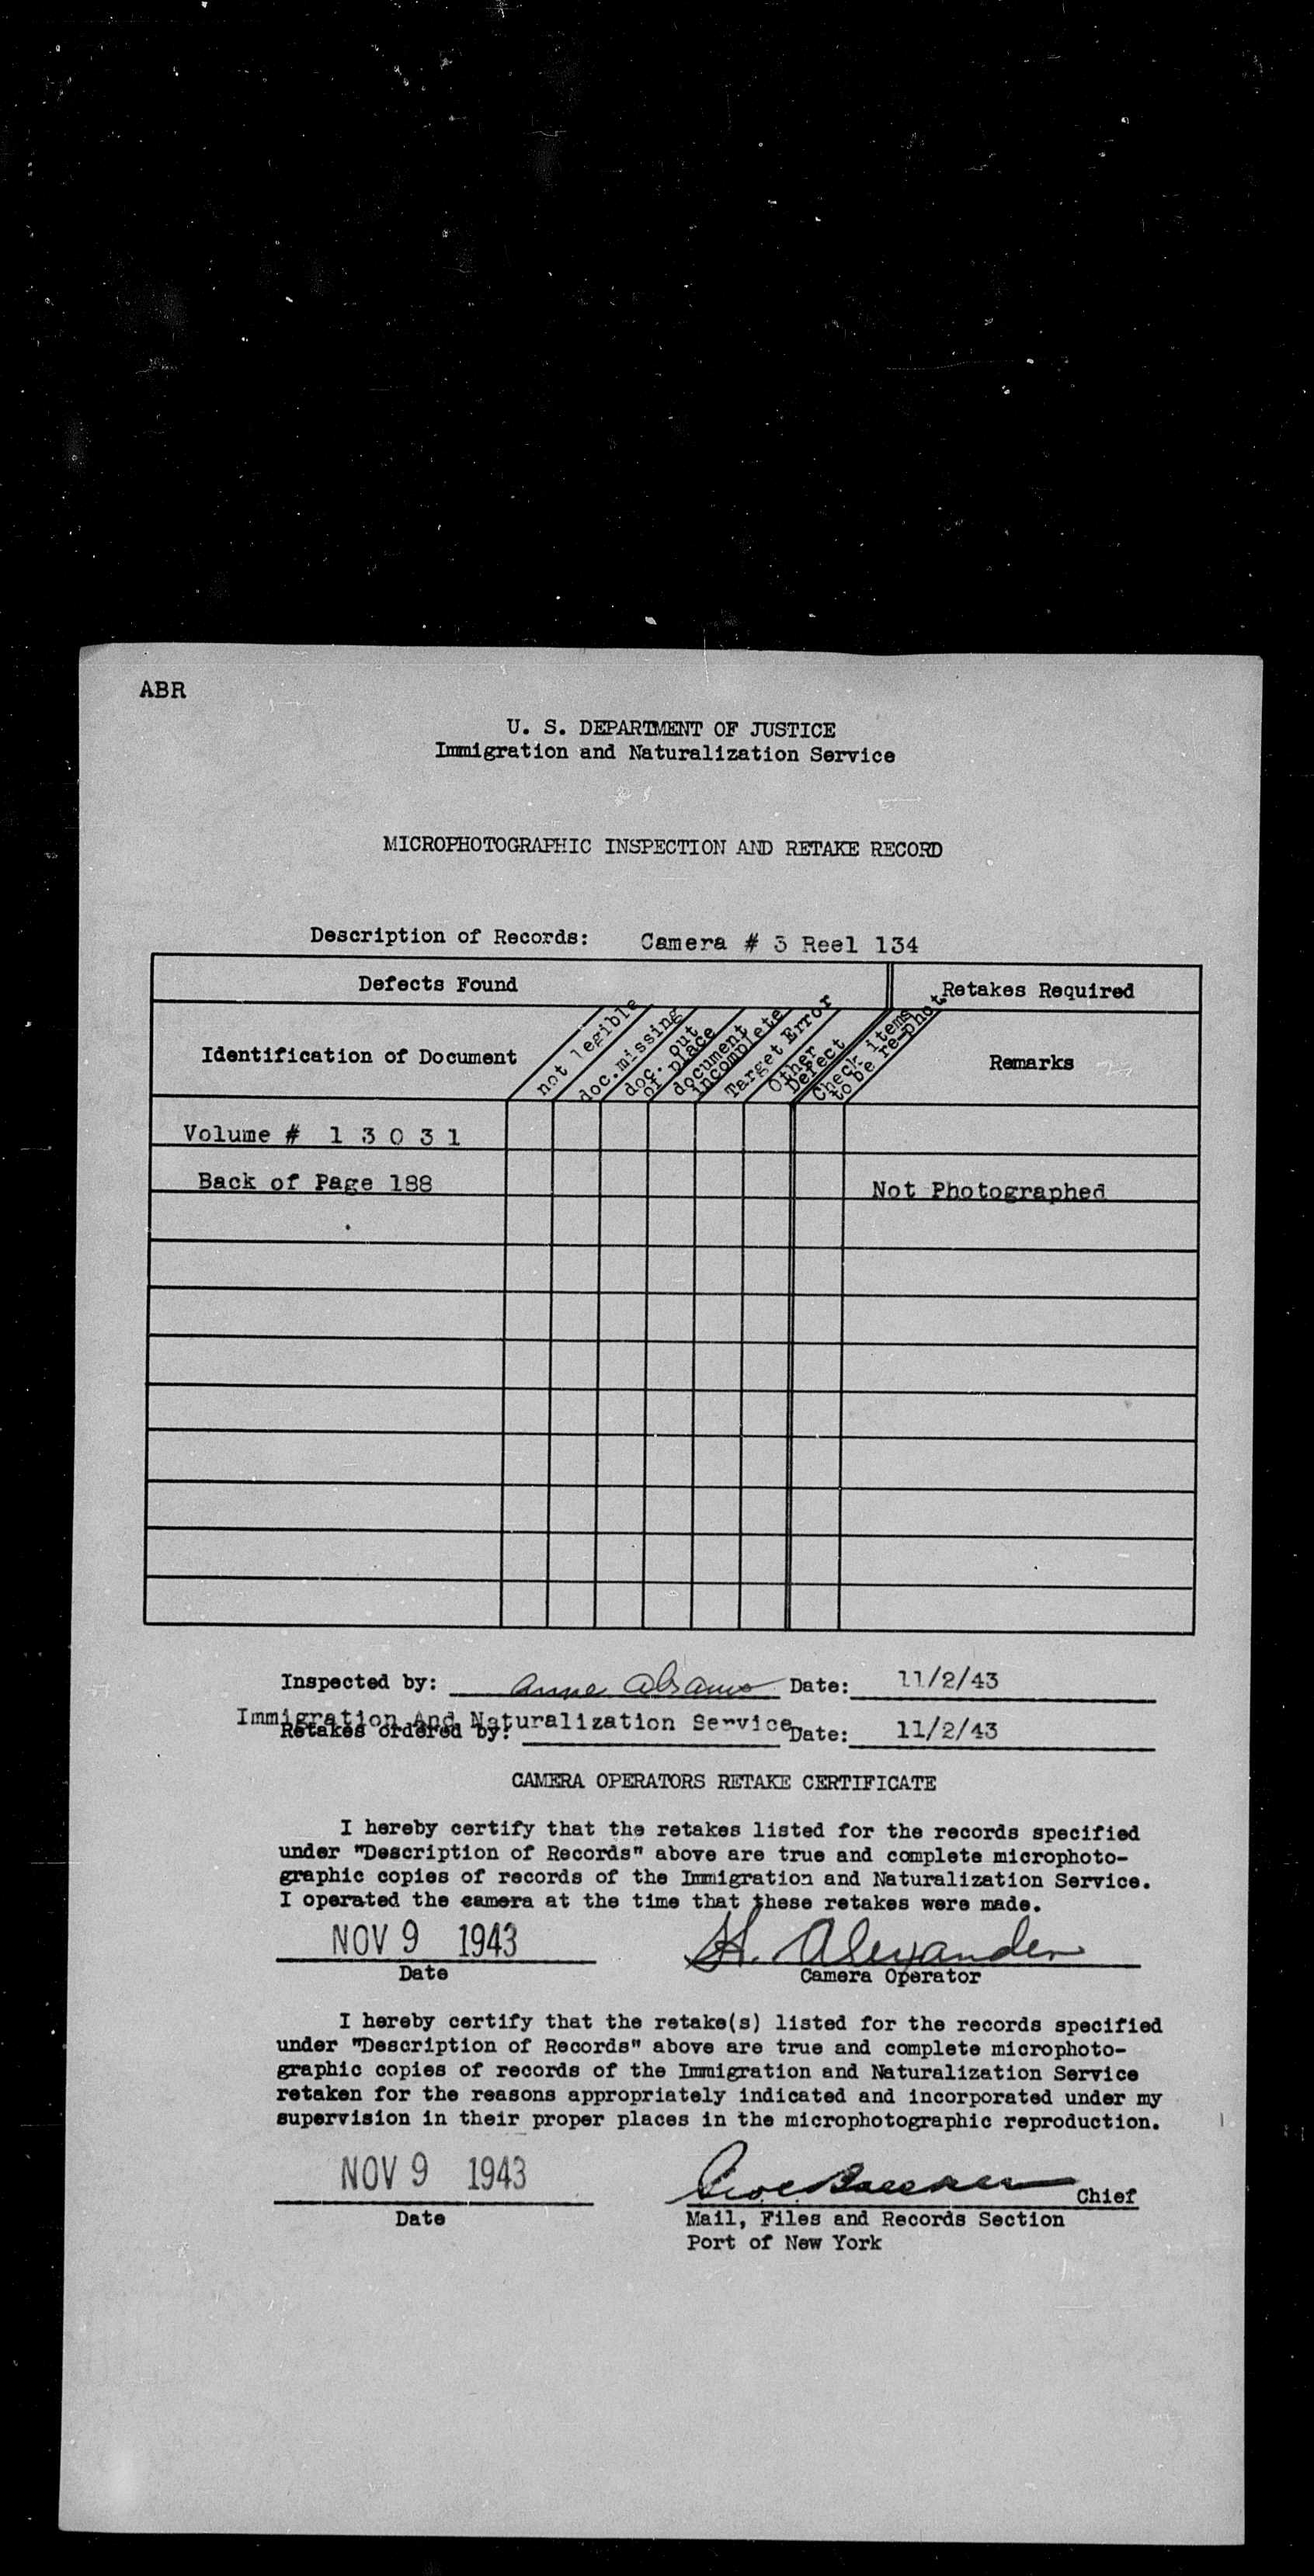 ABR
U. S. DEPARTMENT OF JUSTICE
Immigration and Naturalization Service
MICROPHOTOGRAPHIC INSPECTION AND RETAKE RECORD
Description of Records: Camera # 3 Reel 134
Defects Found
Retakes Required
Identification of Document
not legible
doc. missing
doc. out of place
document incomplete
Target Error
Other Defect
Check items to be re-phot.
Remarks
Volume # 1 3 0 3 1
Back of Page 188 Not Photographed
Inspected by: Anne Abrams Date: 11/2/43
Immigration And Naturalization Service
Retakes ordered by: Date: 11/2/43
CAMERA OPERATORS RETAKE CERTIFICATE
I hereby certify that the retakes listed for the records specified
under "Description of Records" above are true and complete microphoto-
graphic copies of records of the Immigration and Naturalization Service.
I operated the camera at the time that these retakes were made.
NOV 9 1943 H. Alexander
Date Camera Operator
I hereby certify that the retake(s) listed for the records specified
under "Description of Records" above are true and complete microphoto-
graphic copies of records of the Immigration and Naturalization Service
retaken for the reasons appropriately indicated and incorporated under my
supervision in their proper places in the microphotographic reproduction.
NOV 9 1943 Chief
Date Mail, Files and Records Section
Port of New York